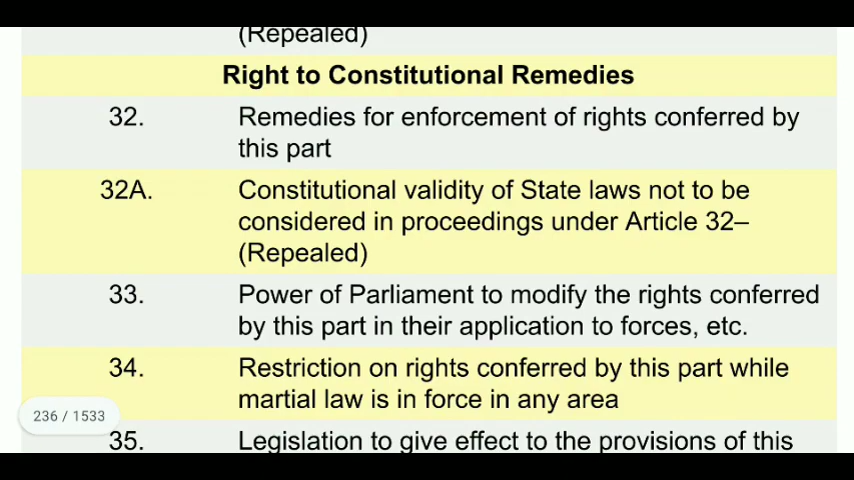 (Repealed)
Right to Constitutional Remedies
32. Remedies for enforcement of rights conferred by
this part
32A. Constitutional validity of State laws not to be
considered in proceedings under Article 32–
(Repealed)
33. Power of Parliament to modify the rights conferred
by this part in their application to forces, etc.
34. Restriction on rights conferred by this part while
martial law is in force in any area
236 / 1533
35. Legislation to give effect to the provisions of this